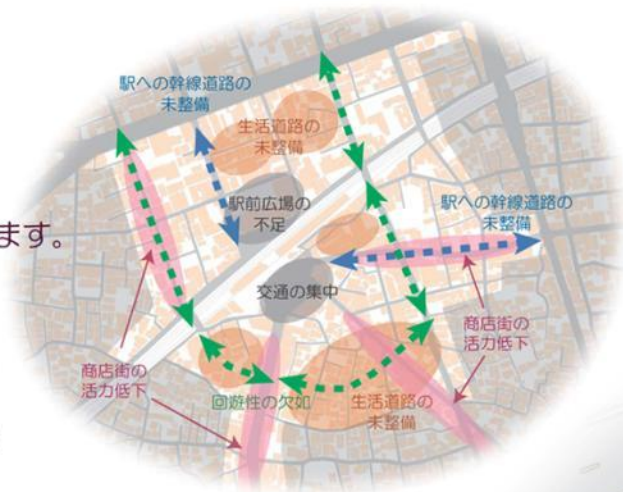 駅への幹線道路の
未整備
生活道路の
未整備
駅前広場の
不足
ます。
駅への幹線道路の
未整備
交通の集中
商店街の
活力低下
商店街の
活力低下
回遊性の欠如
生活道路の
未整備